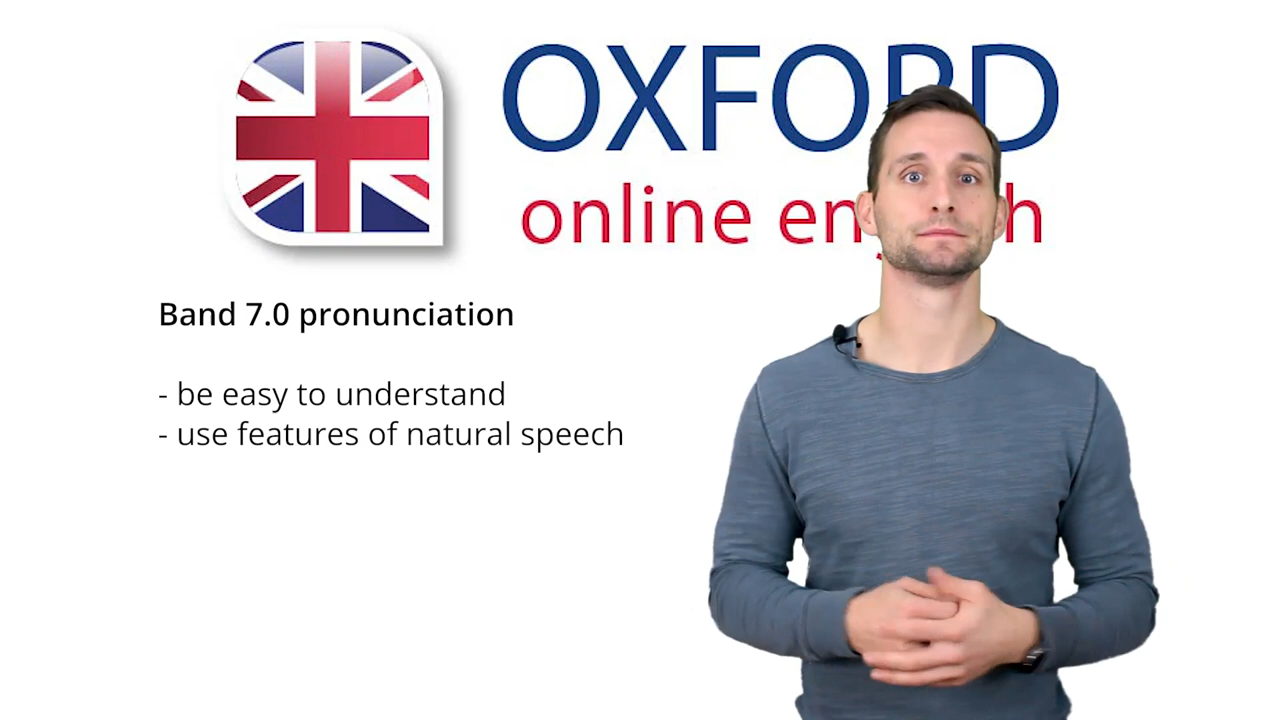 OXFORD
online
Band 7.0 pronunciation
- be easy to understand
- use features of natural speech